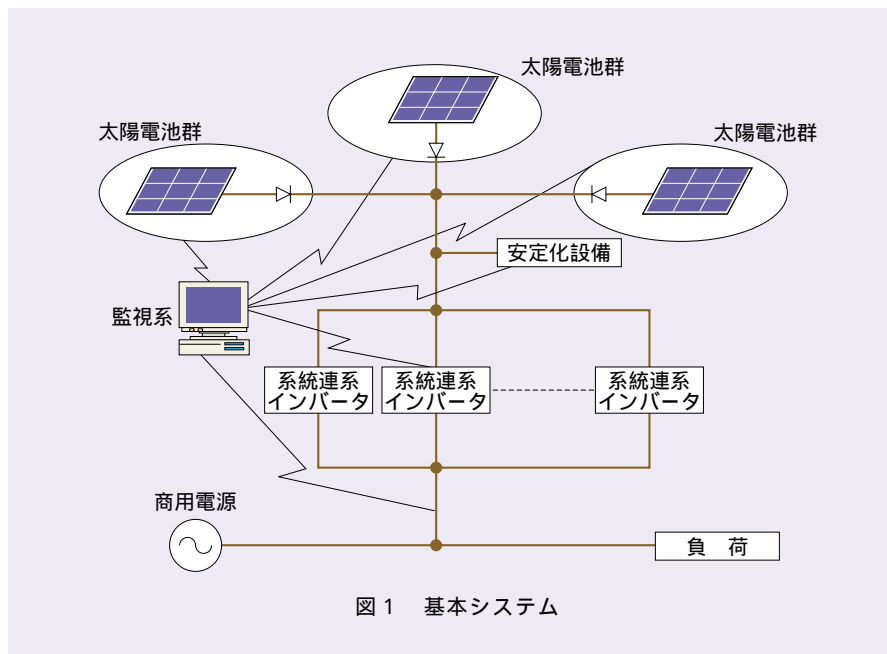 太陽電池群
太陽電池群
太陽電池群
安定化設備
監視系
系統連系
インバータ
系統連系
インバータ
系統連系
インバータ
商用電源
負 荷
図1 基本システム